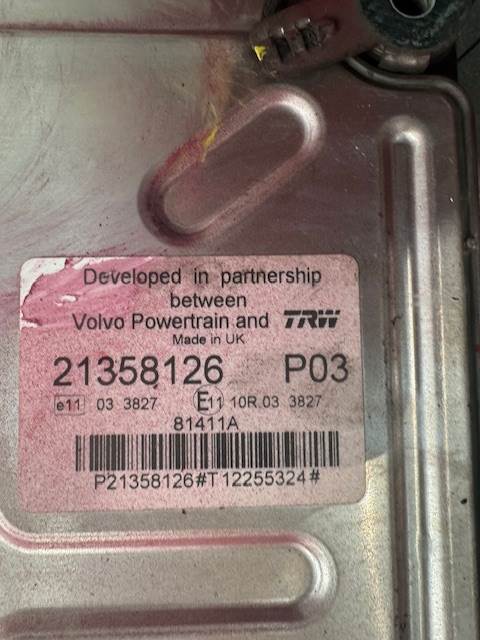 Developed in partnership
between
Volvo Powertrain and TRW
Made in UK
21358126 P03
e11 03 3827 E11 10R.03 3827
81411A
P21358126#T12255324#